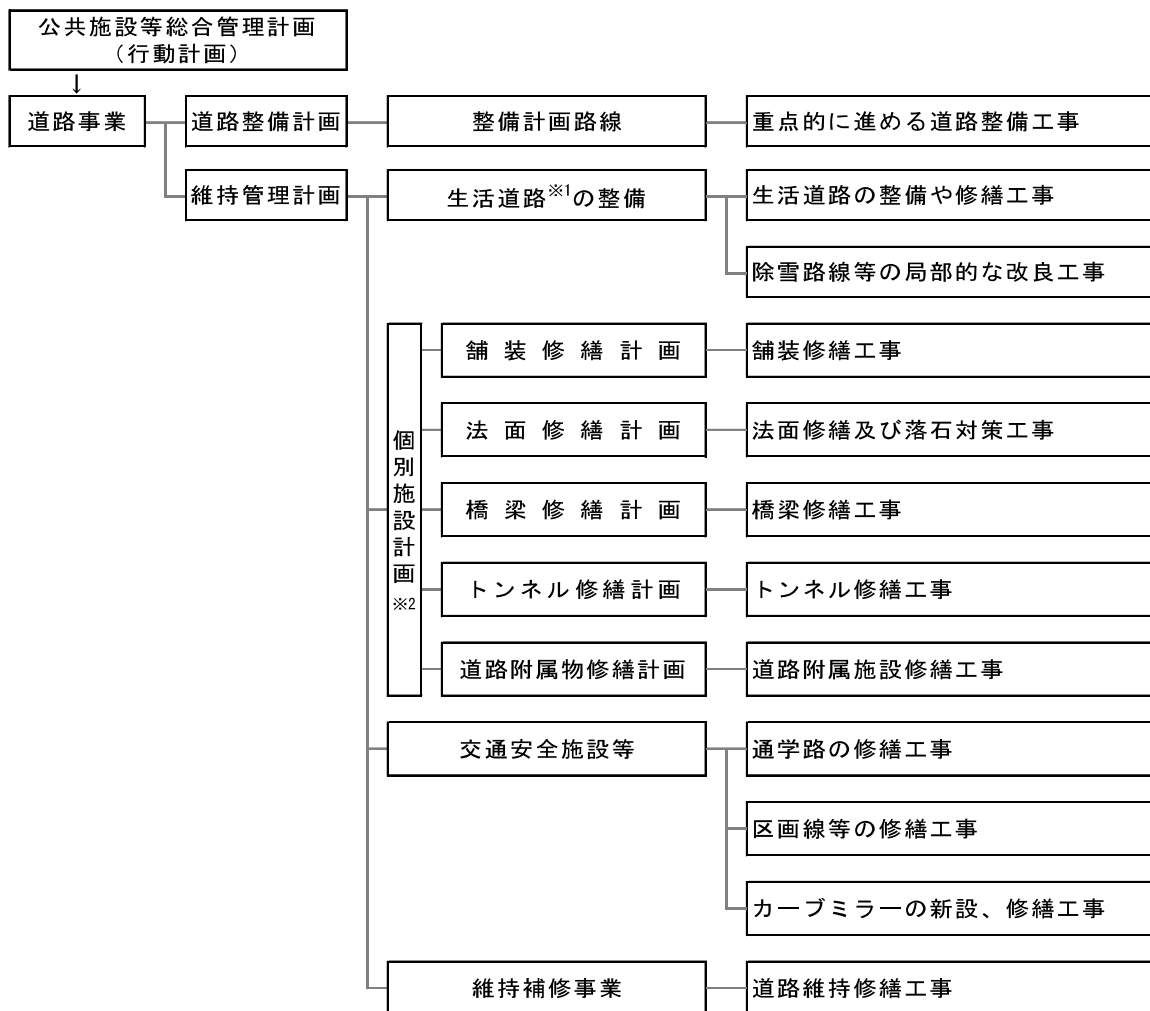 公共施設等総合管理計画
（行動計画）
↓
道路事業
道路整備計画
整備計画路線
重点的に進める道路整備工事
維持管理計画
生活道路※1の整備
生活道路の整備や修繕工事
除雪路線等の局部的な改良工事
個別施設計画※2
舗装修繕計画
舗装修繕工事
法面修繕計画
法面修繕及び落石対策工事
橋梁修繕計画
橋梁修繕工事
トンネル修繕計画
トンネル修繕工事
道路附属物修繕計画
道路附属施設修繕工事
交通安全施設等
通学路の修繕工事
区画線等の修繕工事
カーブミラーの新設、修繕工事
維持補修事業
道路維持修繕工事